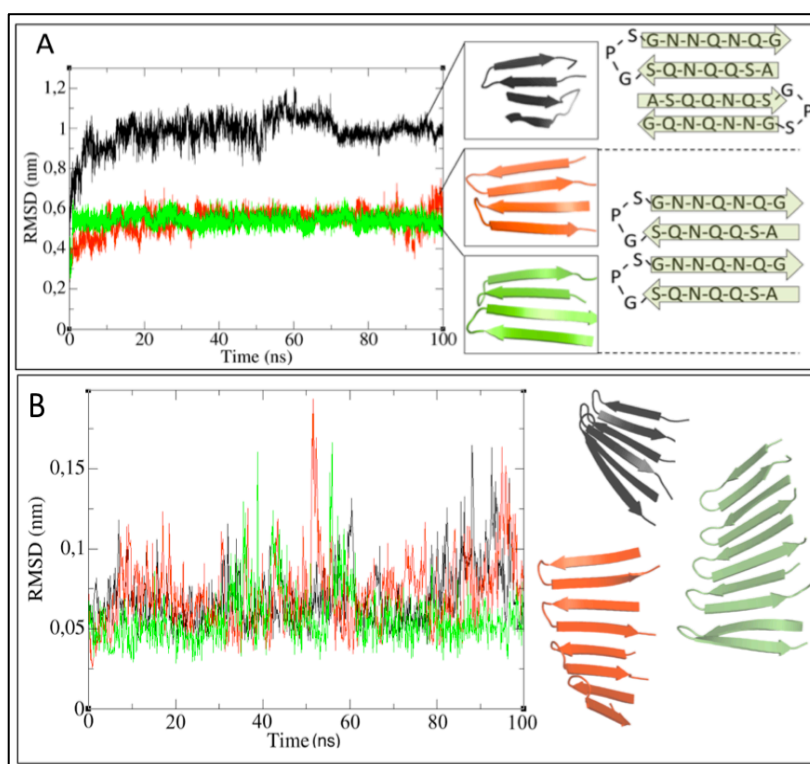 A
RMSD (nm)
1,2
1
0,8
0,6
0,4
0,2
0
0
20
40
60
80
100
Time (ns)
S
G-N-N-Q-N-Q-G
P
G
S-Q-N-Q-Q-S-A
A-S-Q-Q-N-Q-S
G
P
G-Q-N-Q-N-N-G
S
S
G-N-N-Q-N-Q-G
P
G
S-Q-N-Q-Q-S-A
S
G-N-N-Q-N-Q-G
P
G
S-Q-N-Q-Q-S-A
B
RMSD (nm)
0,15
0,1
0,05
0
0
20
40
60
80
100
Time (ns)